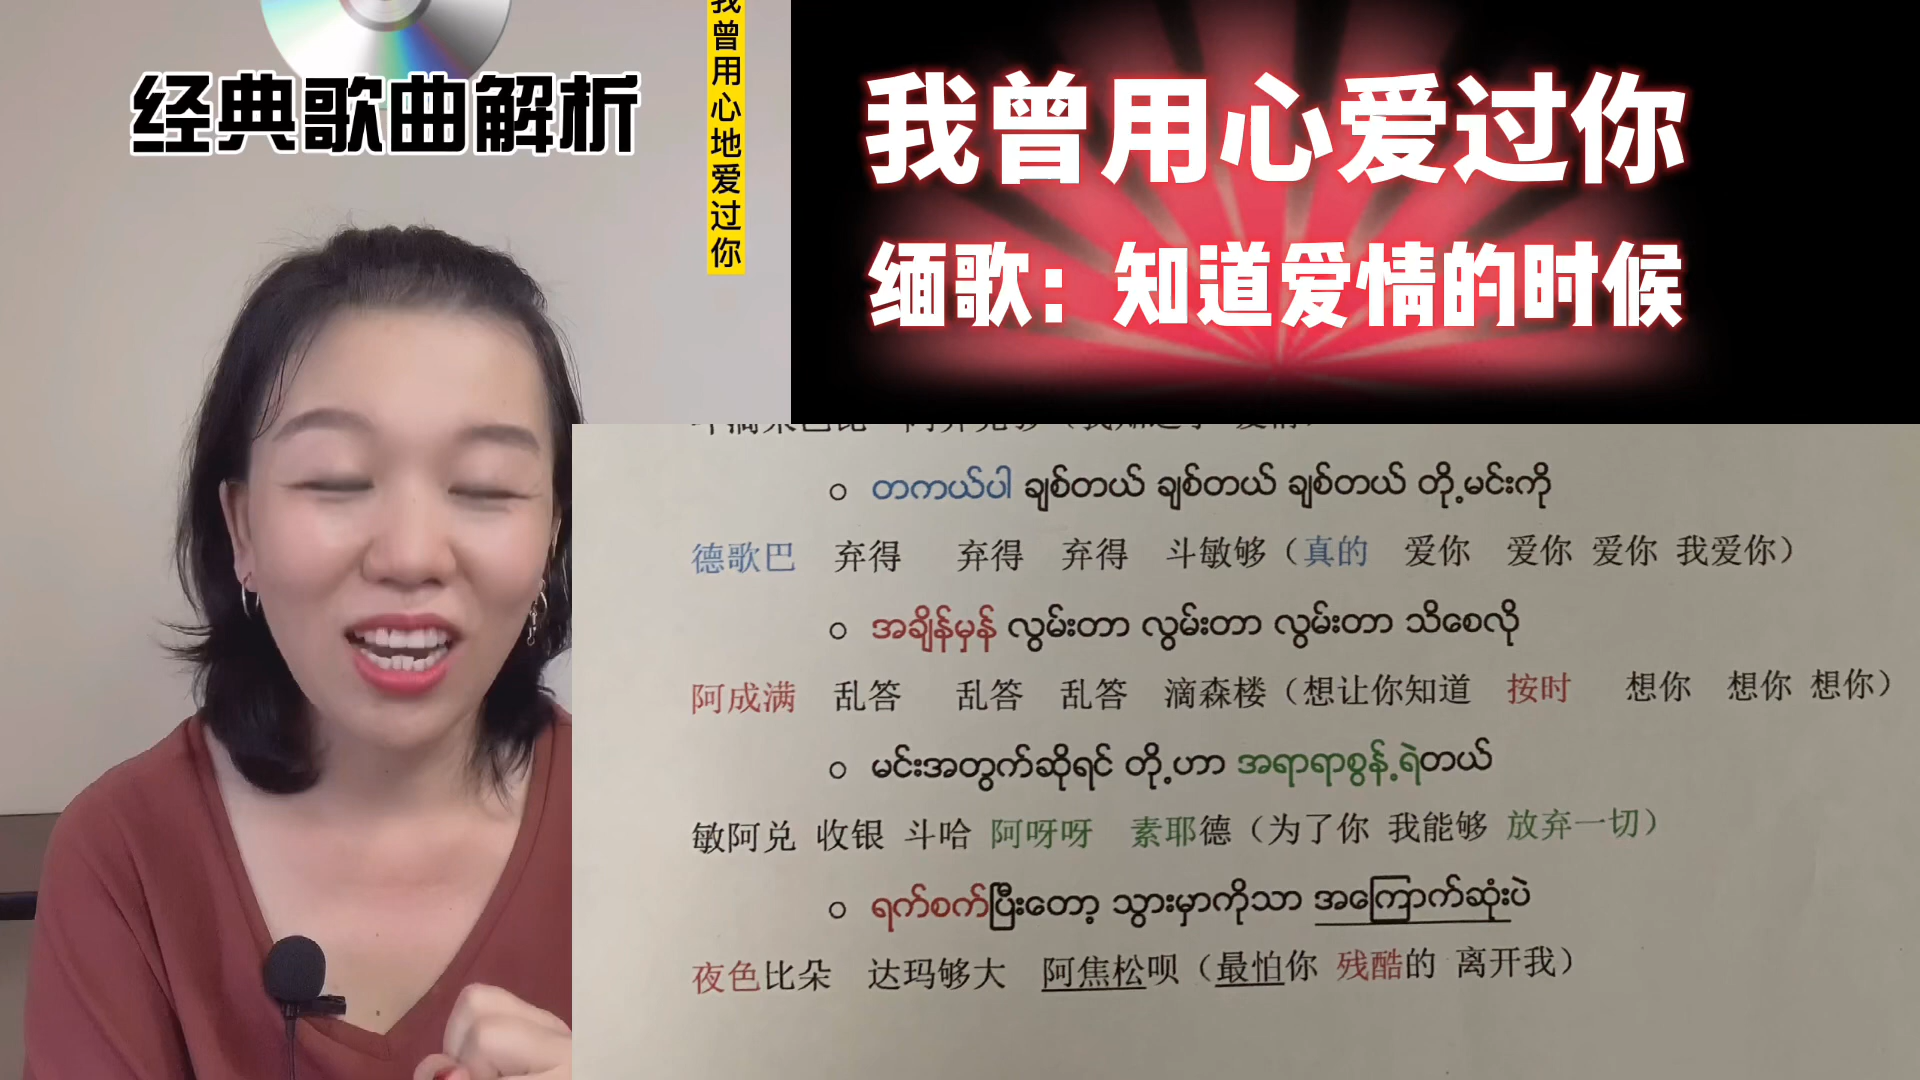 经典歌曲解析
我曾用心地爱过你
我曾用心爱过你
缅歌：知道爱情的时候
○ တကယ်ပါ ချစ်တယ် ချစ်တယ် ချစ်တယ် တို့မင်းကို
德歌巴 弃得 弃得 弃得 斗敏够（真的 爱你 爱你 爱你 我爱你）
○ အချိန်မှန် လွမ်းတာ လွမ်းတာ လွမ်းတာ သိစေလို
阿成满 乱答 乱答 乱答 滴森楼（想让你知道 按时 想你 想你 想你）
○ မင်းအတွက်ဆိုရင် တို့ဟာ အရာရာစွန့်ရဲတယ်
敏阿兑 收银 斗哈 阿呀呀 素耶德（为了你 我能够 放弃一切）
○ ရက်စက်ပြီးတော့ သွားမှာကိုသာ အကြောက်ဆုံးပဲ
夜色比朵 达玛够大 阿焦松呗（最怕你 残酷的 离开我）